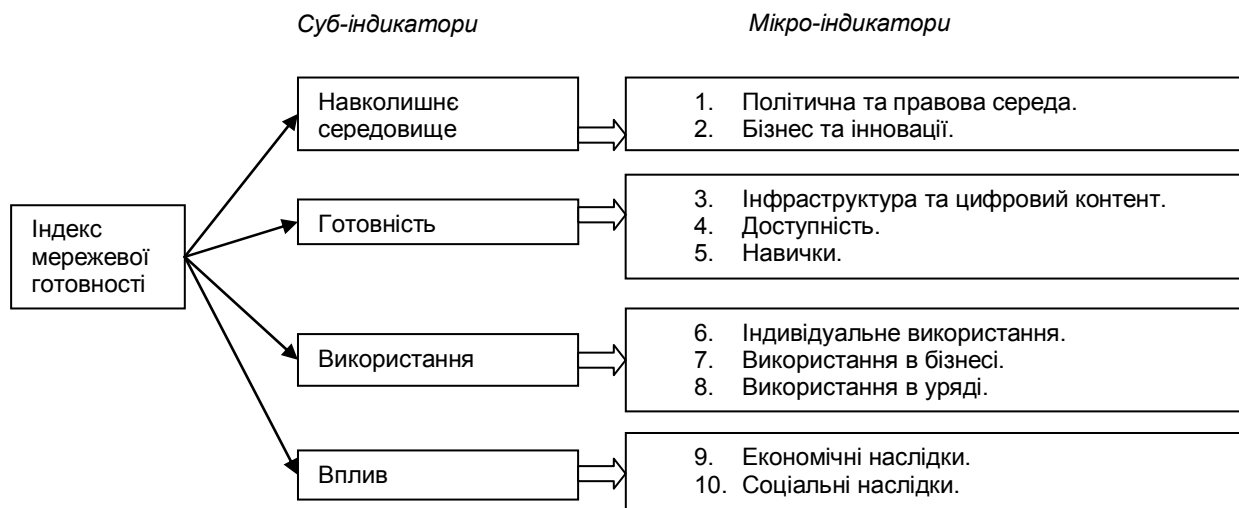 Суб-індикатори
Мікро-індикатори
Індекс
мережевої
готовності
Навколишнє
середовище
1. Політична та правова середа.
2. Бізнес та інновації.
Готовність
3. Інфраструктура та цифровий контент.
4. Доступність.
5. Навички.
Використання
6. Індивідуальне використання.
7. Використання в бізнесі.
8. Використання в уряді.
Вплив
9. Економічні наслідки.
10. Соціальні наслідки.